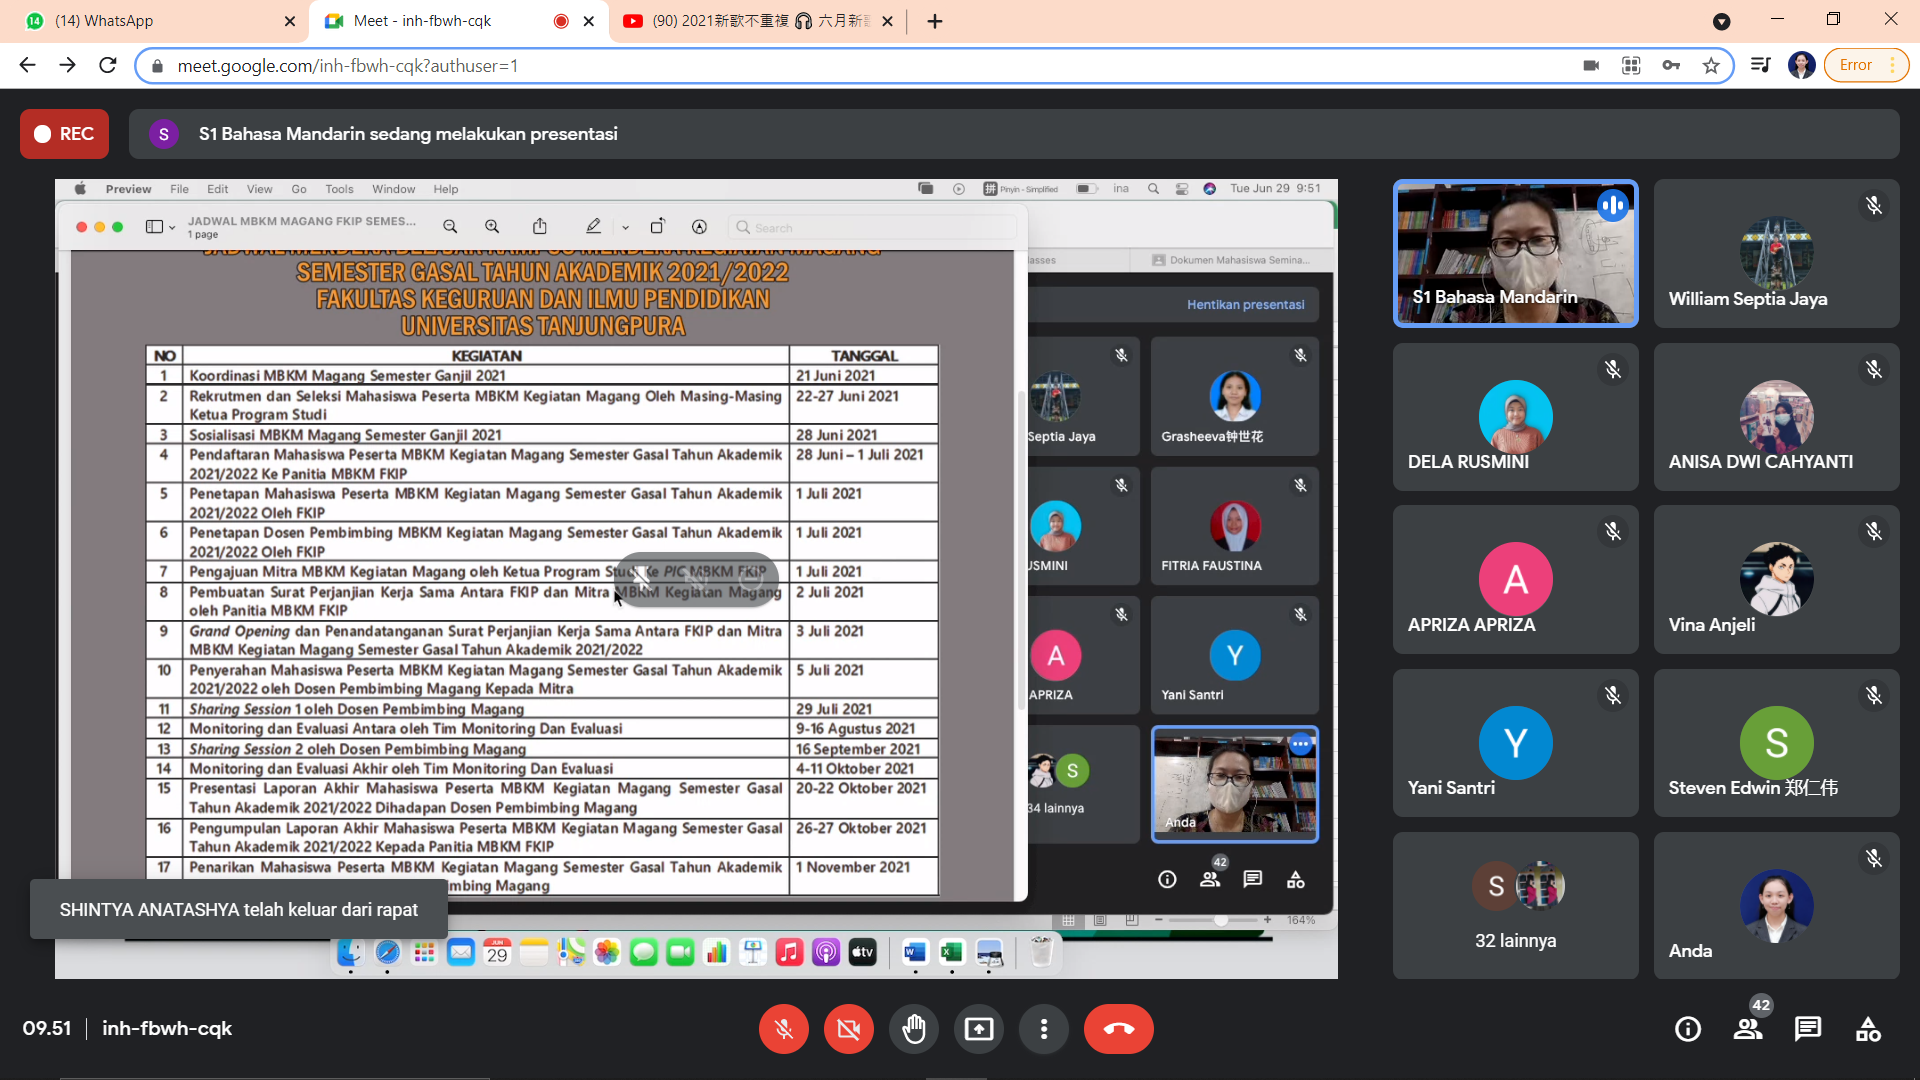 (14) WhatsApp
Meet - inh-fbwh-cqk
(90) 2021新歌不重複 🎧 六月新
meet.google.com/inh-fbwh-cqk?authuser=1
Error
REC
S
S1 Bahasa Mandarin sedang melakukan presentasi
Preview File Edit View Go Tools Window Help
拼 Pinyin - Simplified
ina
Tue Jun 29 9:51
JADWAL MBKM MAGANG FKIP SEMES...
1 page
Search
JADWAL MERDEKA BELAJAR KAMPUS MERDEKA KEGIATAN MAGANG
SEMESTER GASAL TAHUN AKADEMIK 2021/2022
FAKULTAS KEGURUAN DAN ILMU PENDIDIKAN
UNIVERSITAS TANJUNGPURA
NO KEGIATAN TANGGAL
1 Koordinasi MBKM Magang Semester Ganjil 2021 21 Juni 2021
2 Rekrutmen dan Seleksi Mahasiswa Peserta MBKM Kegiatan Magang Oleh Masing-Masing 22-27 Juni 2021
Ketua Program Studi
3 Sosialisasi MBKM Magang Semester Ganjil 2021 28 Juni 2021
4 Pendaftaran Mahasiswa Peserta MBKM Kegiatan Magang Semester Gasal Tahun Akademik 28 Juni – 1 Juli 2021
2021/2022 Ke Panitia MBKM FKIP
5 Penetapan Mahasiswa Peserta MBKM Kegiatan Magang Semester Gasal Tahun Akademik 1 Juli 2021
2021/2022 Oleh FKIP
6 Penetapan Dosen Pembimbing MBKM Kegiatan Magang Semester Gasal Tahun Akademik 1 Juli 2021
2021/2022 Oleh FKIP
7 Pengajuan Mitra MBKM Kegiatan Magang oleh Ketua Program Studi Ke PIC MBKM FKIP 1 Juli 2021
8 Pembuatan Surat Perjanjian Kerja Sama Antara FKIP dan Mitra MBKM Kegiatan Magang 2 Juli 2021
oleh Panitia MBKM FKIP
9 Grand Opening dan Penandatanganan Surat Perjanjian Kerja Sama Antara FKIP dan Mitra 3 Juli 2021
MBKM Kegiatan Magang Semester Gasal Tahun Akademik 2021/2022
10 Penyerahan Mahasiswa Peserta MBKM Kegiatan Magang Semester Gasal Tahun Akademik 5 Juli 2021
2021/2022 oleh Dosen Pembimbing Magang Kepada Mitra
11 Sharing Session 1 oleh Dosen Pembimbing Magang 29 Juli 2021
12 Monitoring dan Evaluasi Antara oleh Tim Monitoring Dan Evaluasi 9-16 Agustus 2021
13 Sharing Session 2 oleh Dosen Pembimbing Magang 16 September 2021
14 Monitoring dan Evaluasi Akhir oleh Tim Monitoring Dan Evaluasi 4-11 Oktober 2021
15 Presentasi Laporan Akhir Mahasiswa Peserta MBKM Kegiatan Magang Semester Gasal 20-22 Oktober 2021
Tahun Akademik 2021/2022 Dihadapan Dosen Pembimbing Magang
16 Pengumpulan Laporan Akhir Mahasiswa Peserta MBKM Kegiatan Magang Semester Gasal 26-27 Oktober 2021
Tahun Akademik 2021/2022 Kepada Panitia MBKM FKIP
17 Penarikan Mahasiswa Peserta MBKM Kegiatan Magang Semester Gasal Tahun Akademik 1 November 2021
mbing Magang
asses
Dokumen Mahasiswa Semina...
Hentikan presentasi
Septia Jaya
Grasheeva钟世花
USMINI
FITRIA FAUSTINA
A
APRIZA
Y
Yani Santri
S
34 lainnya
Anda
42
164%
JUN
29
tv
W
X
SHINTYA ANATASHYA telah keluar dari rapat
S1 Bahasa Mandarin
William Septia Jaya
DELA RUSMINI
ANISA DWI CAHYANTI
A
APRIZA APRIZA
Vina Anjeli
Y
Yani Santri
S
Steven Edwin 郑仁伟
S
32 lainnya
Anda
09.51 | inh-fbwh-cqk
42